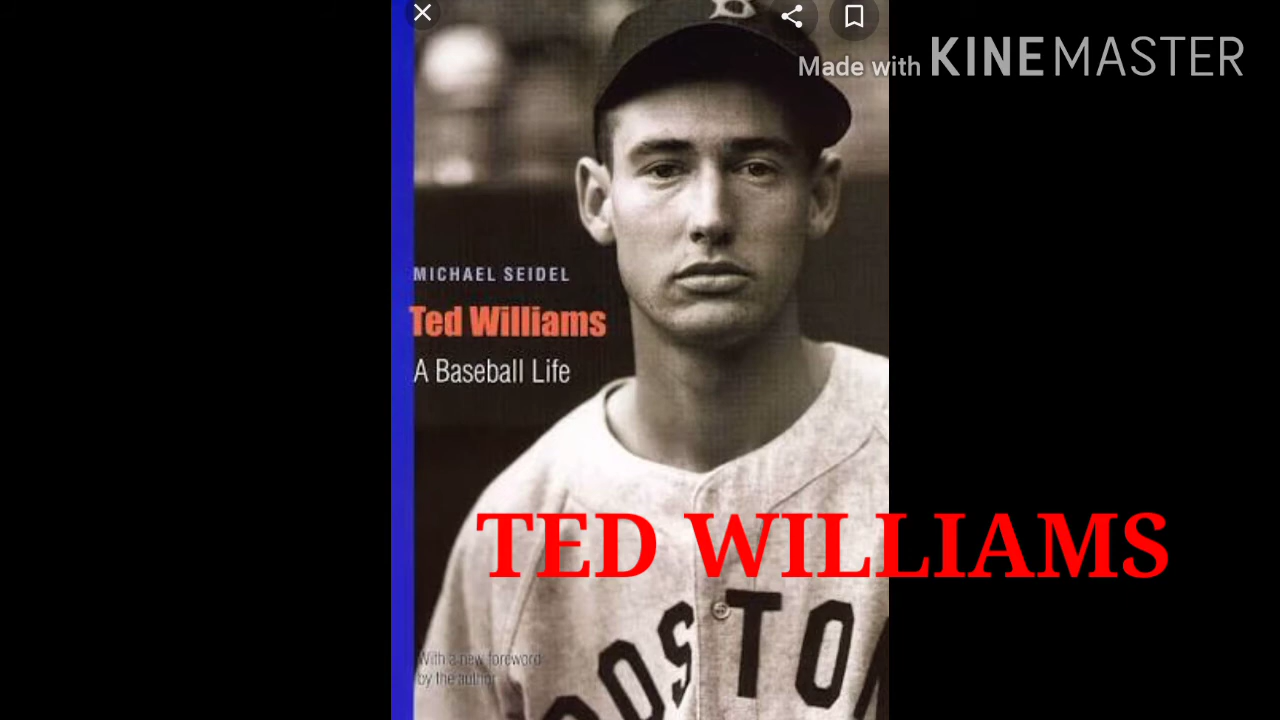 B
Made with KINEMASTER
MICHAEL SEIDEL
Ted Williams
A Baseball Life
TED WILLIAMS
BOSTON
With a new foreword
by the author